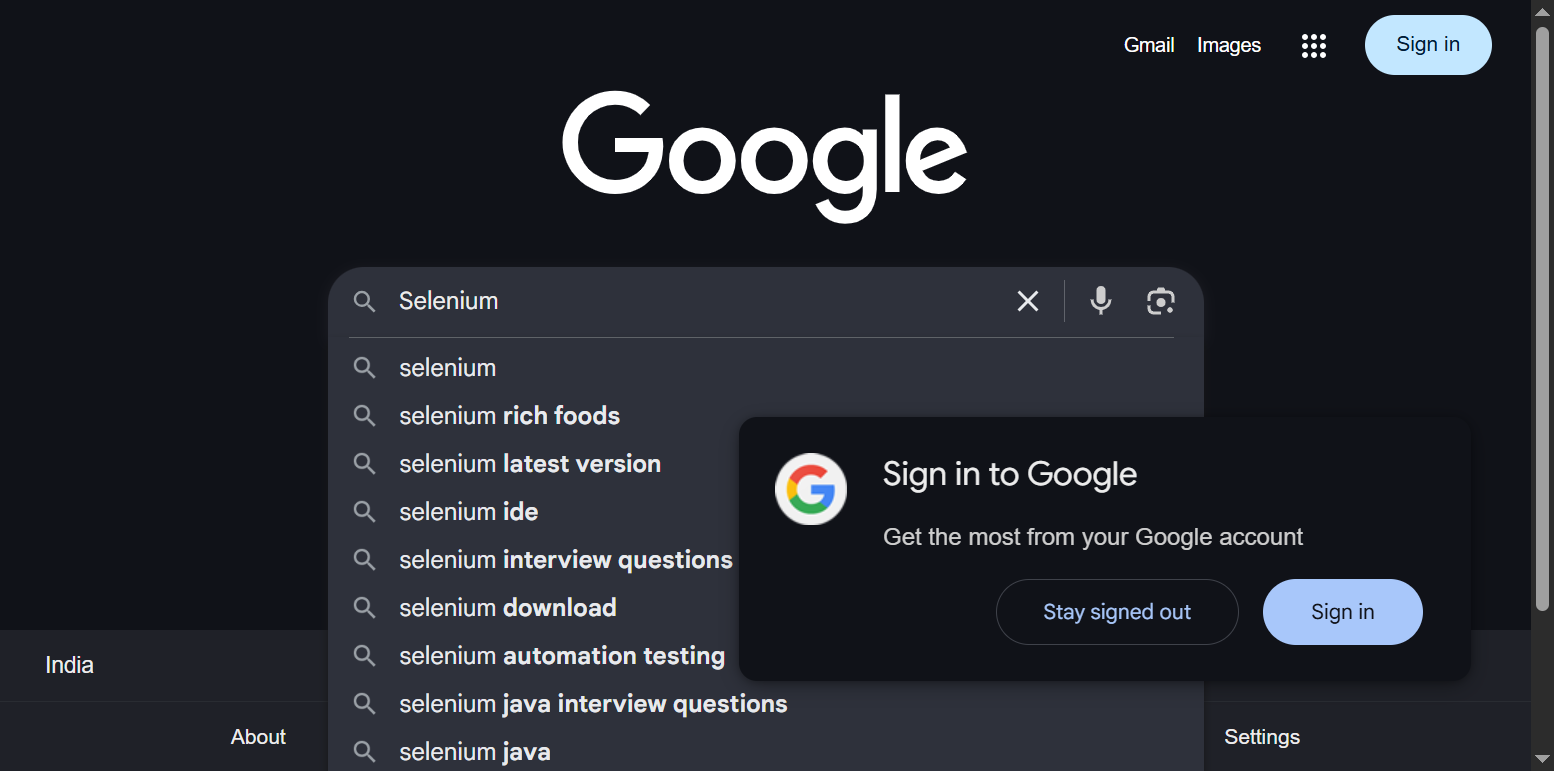 Gmail Images Sign in
Google
Selenium
selenium
selenium rich foods
selenium latest version
selenium ide
selenium interview questions
selenium download
selenium automation testing
selenium java interview questions
selenium java
Sign in to Google
Get the most from your Google account
Stay signed out Sign in
India
About
Settings